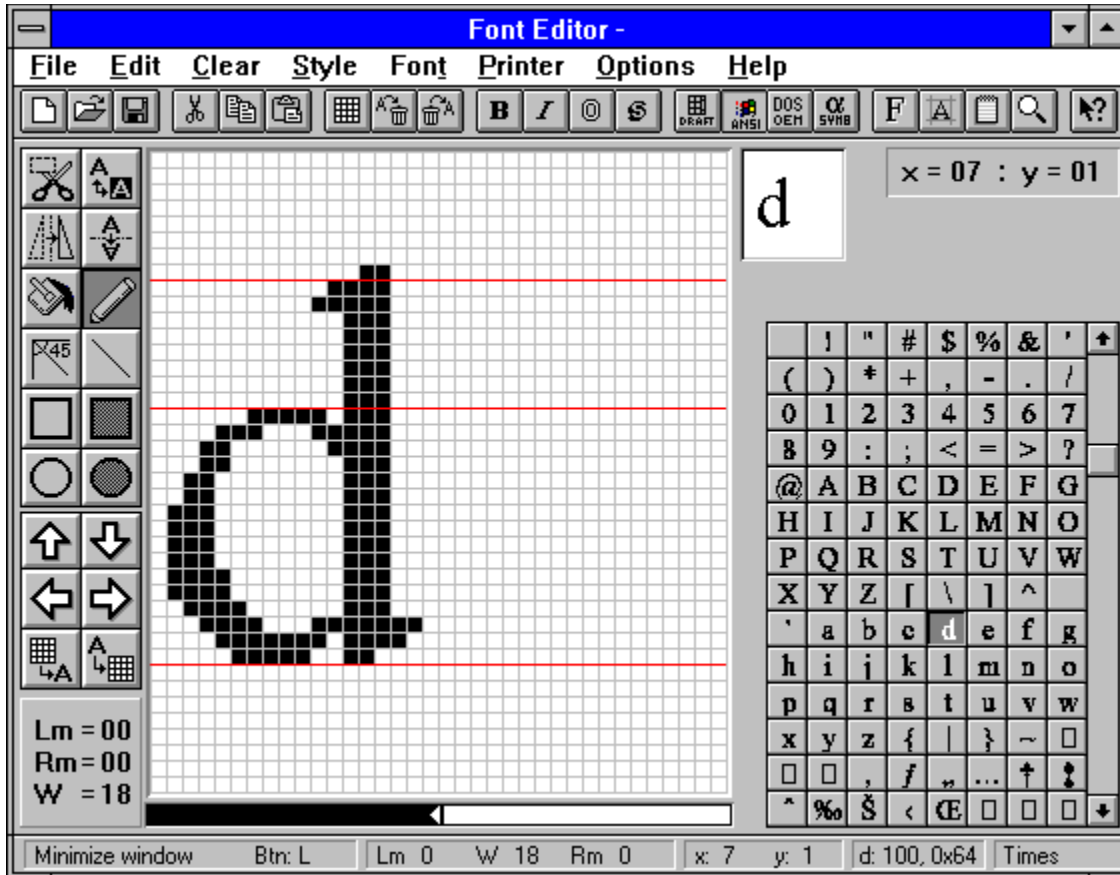 Font Editor -
File Edit Clear Style Font Printer Options Help
B I O S DRAFT ANSI DOS OEM α SYMB F A ?
A A
A
45
A A
x = 07 : y = 01
d
! " # $ % & '
( ) * + , - . /
0 1 2 3 4 5 6 7
8 9 : ; < = > ?
@ A B C D E F G
H I J K L M N O
P Q R S T U V W
X Y Z [ \ ] ^
` a b c d e f g
h i j k l m n o
p q r s t u v w
x y z { | } ~ □
□ □ ‚ ƒ „ … † ‡
ˆ ‰ Š ‹ Œ □ □ □
Lm = 00
Rm = 00
W = 18
Minimize window Btn: L Lm 0 W 18 Rm 0 x: 7 y: 1 d: 100, 0x64 Times